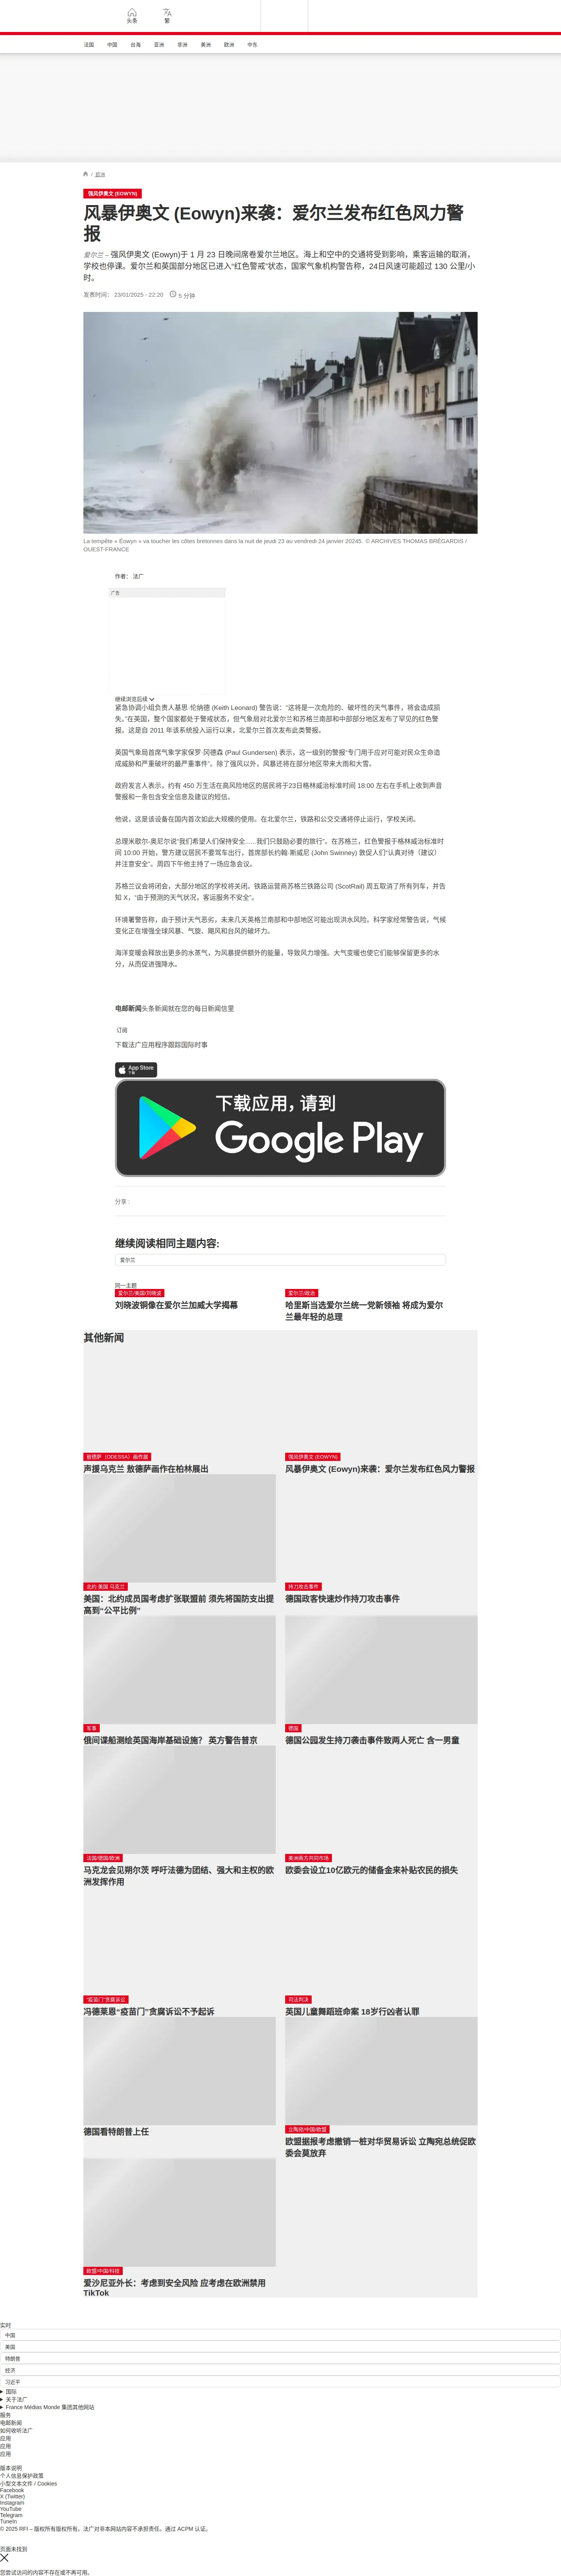 头条
繁
法国
中国
台海
亚洲
非洲
美洲
欧洲
中东
/ 欧洲
强风伊奥文 (EOWYN)
风暴伊奥文 (Eowyn)来袭：爱尔兰发布红色风力警
报
爱尔兰 – 强风伊奥文 (Eowyn)于 1 月 23 日晚间席卷爱尔兰地区。海上和空中的交通将受到影响，乘客运输的取消，
学校也停课。爱尔兰和英国部分地区已进入“红色警戒”状态，国家气象机构警告称，24日风速可能超过 130 公里/小
时。
发表时间： 23/01/2025 - 22:20
5 分钟
La tempête « Éowyn » va toucher les côtes bretonnes dans la nuit de jeudi 23 au vendredi 24 janvier 20245. © ARCHIVES THOMAS BRÉGARDIS /
OUEST-FRANCE
作者： 法广
广告
继续浏览后续
紧急协调小组负责人基思·伦纳德 (Keith Leonard) 警告说：“这将是一次危险的、破坏性的天气事件，将会造成损
失。”在英国，整个国家都处于警戒状态，但气象局对北爱尔兰和苏格兰南部和中部部分地区发布了罕见的红色警
报。这是自 2011 年该系统投入运行以来，北爱尔兰首次发布此类警报。
英国气象局首席气象学家保罗·冈德森 (Paul Gundersen) 表示，这一级别的警报“专门用于应对可能对民众生命造
成威胁和严重破坏的最严重事件”。除了强风以外，风暴还将在部分地区带来大雨和大雪。
政府发言人表示，约有 450 万生活在高风险地区的居民将于23日格林威治标准时间 18:00 左右在手机上收到声音
警报和一条包含安全信息及建议的短信。
他说，这是该设备在国内首次如此大规模的使用。在北爱尔兰，铁路和公交交通将停止运行，学校关闭。
总理米歇尔·奥尼尔说“我们希望人们保持安全……我们只鼓励必要的旅行”。在苏格兰，红色警报于格林威治标准时
间 10:00 开始，警方建议居民不要驾车出行，首席部长约翰·斯威尼 (John Swinney) 敦促人们“认真对待（建议）
并注意安全”。周四下午他主持了一场应急会议。
苏格兰议会将闭会，大部分地区的学校将关闭。铁路运营商苏格兰铁路公司 (ScotRail) 周五取消了所有列车，并告
知 X，“由于预测的天气状况，客运服务不安全”。
环境署警告称，由于预计天气恶劣，未来几天英格兰南部和中部地区可能出现洪水风险。科学家经常警告说，气候
变化正在增强全球风暴、气旋、飓风和台风的破坏力。
海洋变暖会释放出更多的水蒸气，为风暴提供额外的能量，导致风力增强。大气变暖也使它们能够保留更多的水
分，从而促进强降水。
电邮新闻头条新闻就在您的每日新闻信里
订阅
下载法广应用程序跟踪国际时事
App Store
下载
下载应用，请到
Google Play
分享 :
继续阅读相同主题内容:
爱尔兰
同一主题
爱尔兰/美国/刘晓波
刘晓波铜像在爱尔兰加威大学揭幕
爱尔兰/政治
哈里斯当选爱尔兰统一党新领袖 将成为爱尔
兰最年轻的总理
其他新闻
敖德萨（ODESSA）画作展
声援乌克兰 敖德萨画作在柏林展出
强风伊奥文 (EOWYN)
风暴伊奥文 (Eowyn)来袭：爱尔兰发布红色风力警报
北约 美国 乌克兰
美国：北约成员国考虑扩张联盟前 须先将国防支出提
高到“公平比例”
持刀攻击事件
德国政客快速炒作持刀攻击事件
军事
俄间谍船测绘英国海岸基础设施？ 英方警告普京
德国
德国公园发生持刀袭击事件致两人死亡 含一男童
法国/德国/欧洲
马克龙会见朔尔茨 呼吁法德为团结、强大和主权的欧
洲发挥作用
美洲南方共同市场
欧委会设立10亿欧元的储备金来补贴农民的损失
“疫苗门”贪腐诉讼
冯德莱恩“疫苗门”贪腐诉讼不予起诉
司法判决
英国儿童舞蹈班命案 18岁行凶者认罪
德国看特朗普上任
立陶宛/中国/欧盟
欧盟据报考虑撤销一桩对华贸易诉讼 立陶宛总统促欧
委会莫放弃
欧盟/中国/科技
爱沙尼亚外长：考虑到安全风险 应考虑在欧洲禁用
TikTok
实时
中国
美国
特朗普
经济
习近平
国际
关于法广
France Médias Monde 集团其他网站
服务
电邮新闻
如何收听法广
应用
应用
应用
版本说明
个人信息保护政策
小型文本文件 / Cookies
Facebook
X (Twitter)
Instagram
YouTube
Telegram
TuneIn
© 2025 RFI – 版权所有版权所有。法广对非本网站内容不承担责任。通过 ACPM 认证。
页面未找到
您尝试访问的内容不存在或不再可用。